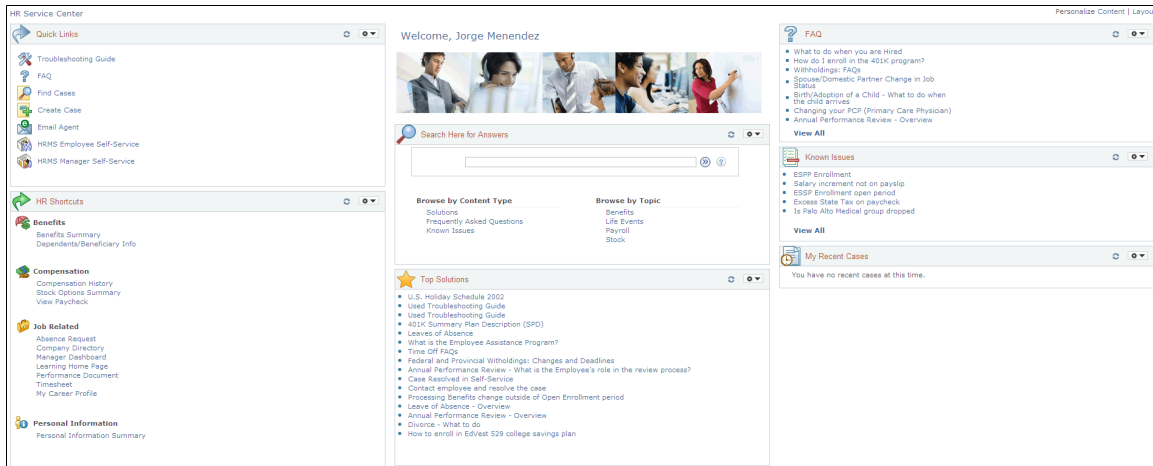 HR Service Center
Personalize Content | Layou
Quick Links
Troubleshooting Guide
FAQ
Find Cases
Create Case
Email Agent
HRMS Employee Self-Service
HRMS Manager Self-Service
HR Shortcuts
Benefits
Benefits Summary
Dependents/Beneficiary Info
Compensation
Compensation History
Stock Options Summary
View Paycheck
Job Related
Absence Request
Company Directory
Manager Dashboard
Learning Home Page
Performance Document
Timesheet
My Career Profile
Personal Information
Personal Information Summary
Welcome, Jorge Menendez
Search Here for Answers
Browse by Content Type
Solutions
Frequently Asked Questions
Known Issues
Browse by Topic
Benefits
Life Events
Payroll
Stock
Top Solutions
U.S. Holiday Schedule 2002
Used Troubleshooting Guide
Used Troubleshooting Guide
401K Summary Plan Description (SPD)
Leaves of Absence
What is the Employee Assistance Program?
Time Off FAQs
Federal and Provincial Witholdings: Changes and Deadlines
Annual Performance Review - What is the Employee's role in the review process?
Case Resolved in Self-Service
Contact employee and resolve the case
Processing Benefits change outside of Open Enrollment period
Leave of Absence - Overview
Annual Performance Review - Overview
Divorce - What to do
How to enroll in EdVest 529 college savings plan
FAQ
What to do when you are Hired
How do I enroll in the 401K program?
Withholdings: FAQs
Spouse/Domestic Partner Change in Job
Status
Birth/Adoption of a Child - What to do when
the child arrives
Changing your PCP (Primary Care Physician)
Annual Performance Review - Overview
View All
Known Issues
ESPP Enrollment
Salary increment not on payslip
ESSP Enrollment open period
Excess State Tax on paycheck
Is Palo Alto Medical group dropped
View All
My Recent Cases
You have no recent cases at this time.